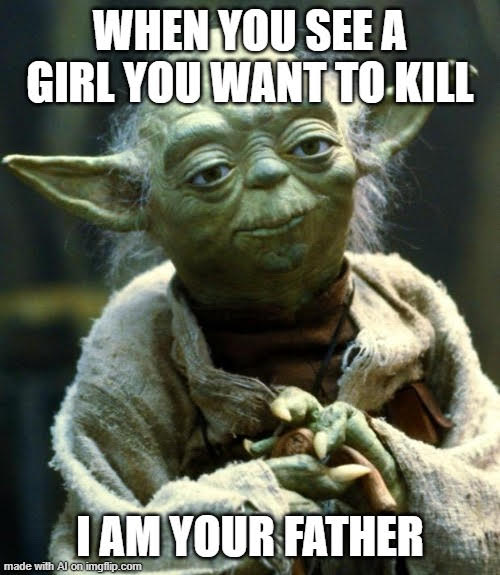 WHEN YOU SEE A
GIRL YOU WANT TO KILL
I AM YOUR FATHER
made with AI on imgflip.com